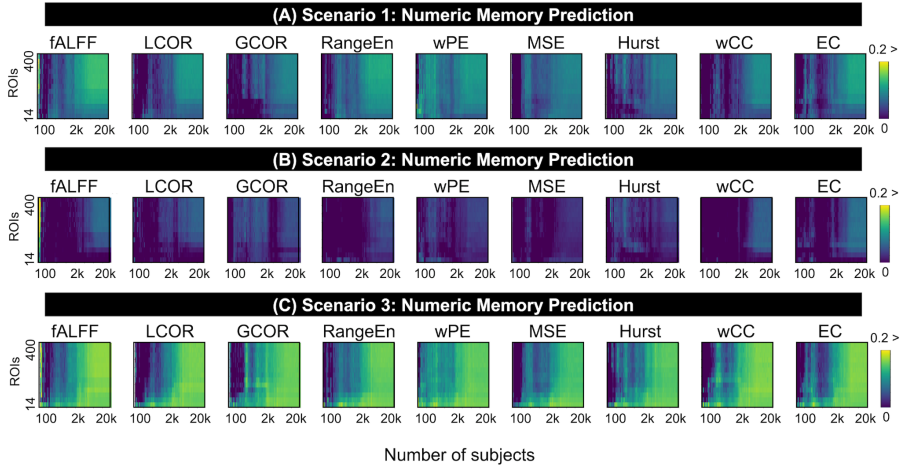 (A) Scenario 1: Numeric Memory Prediction
fALFF LCOR GCOR RangeEn wPE MSE Hurst wCC EC
0.2 >
ROIs
400
14
0
100 2k 20k 100 2k 20k 100 2k 20k 100 2k 20k 100 2k 20k 100 2k 20k 100 2k 20k 100 2k 20k 100 2k 20k
(B) Scenario 2: Numeric Memory Prediction
fALFF LCOR GCOR RangeEn wPE MSE Hurst wCC EC
0.2 >
ROIs
400
14
0
100 2k 20k 100 2k 20k 100 2k 20k 100 2k 20k 100 2k 20k 100 2k 20k 100 2k 20k 100 2k 20k 100 2k 20k
(C) Scenario 3: Numeric Memory Prediction
fALFF LCOR GCOR RangeEn wPE MSE Hurst wCC EC
0.2 >
ROIs
400
14
0
100 2k 20k 100 2k 20k 100 2k 20k 100 2k 20k 100 2k 20k 100 2k 20k 100 2k 20k 100 2k 20k 100 2k 20k
Number of subjects